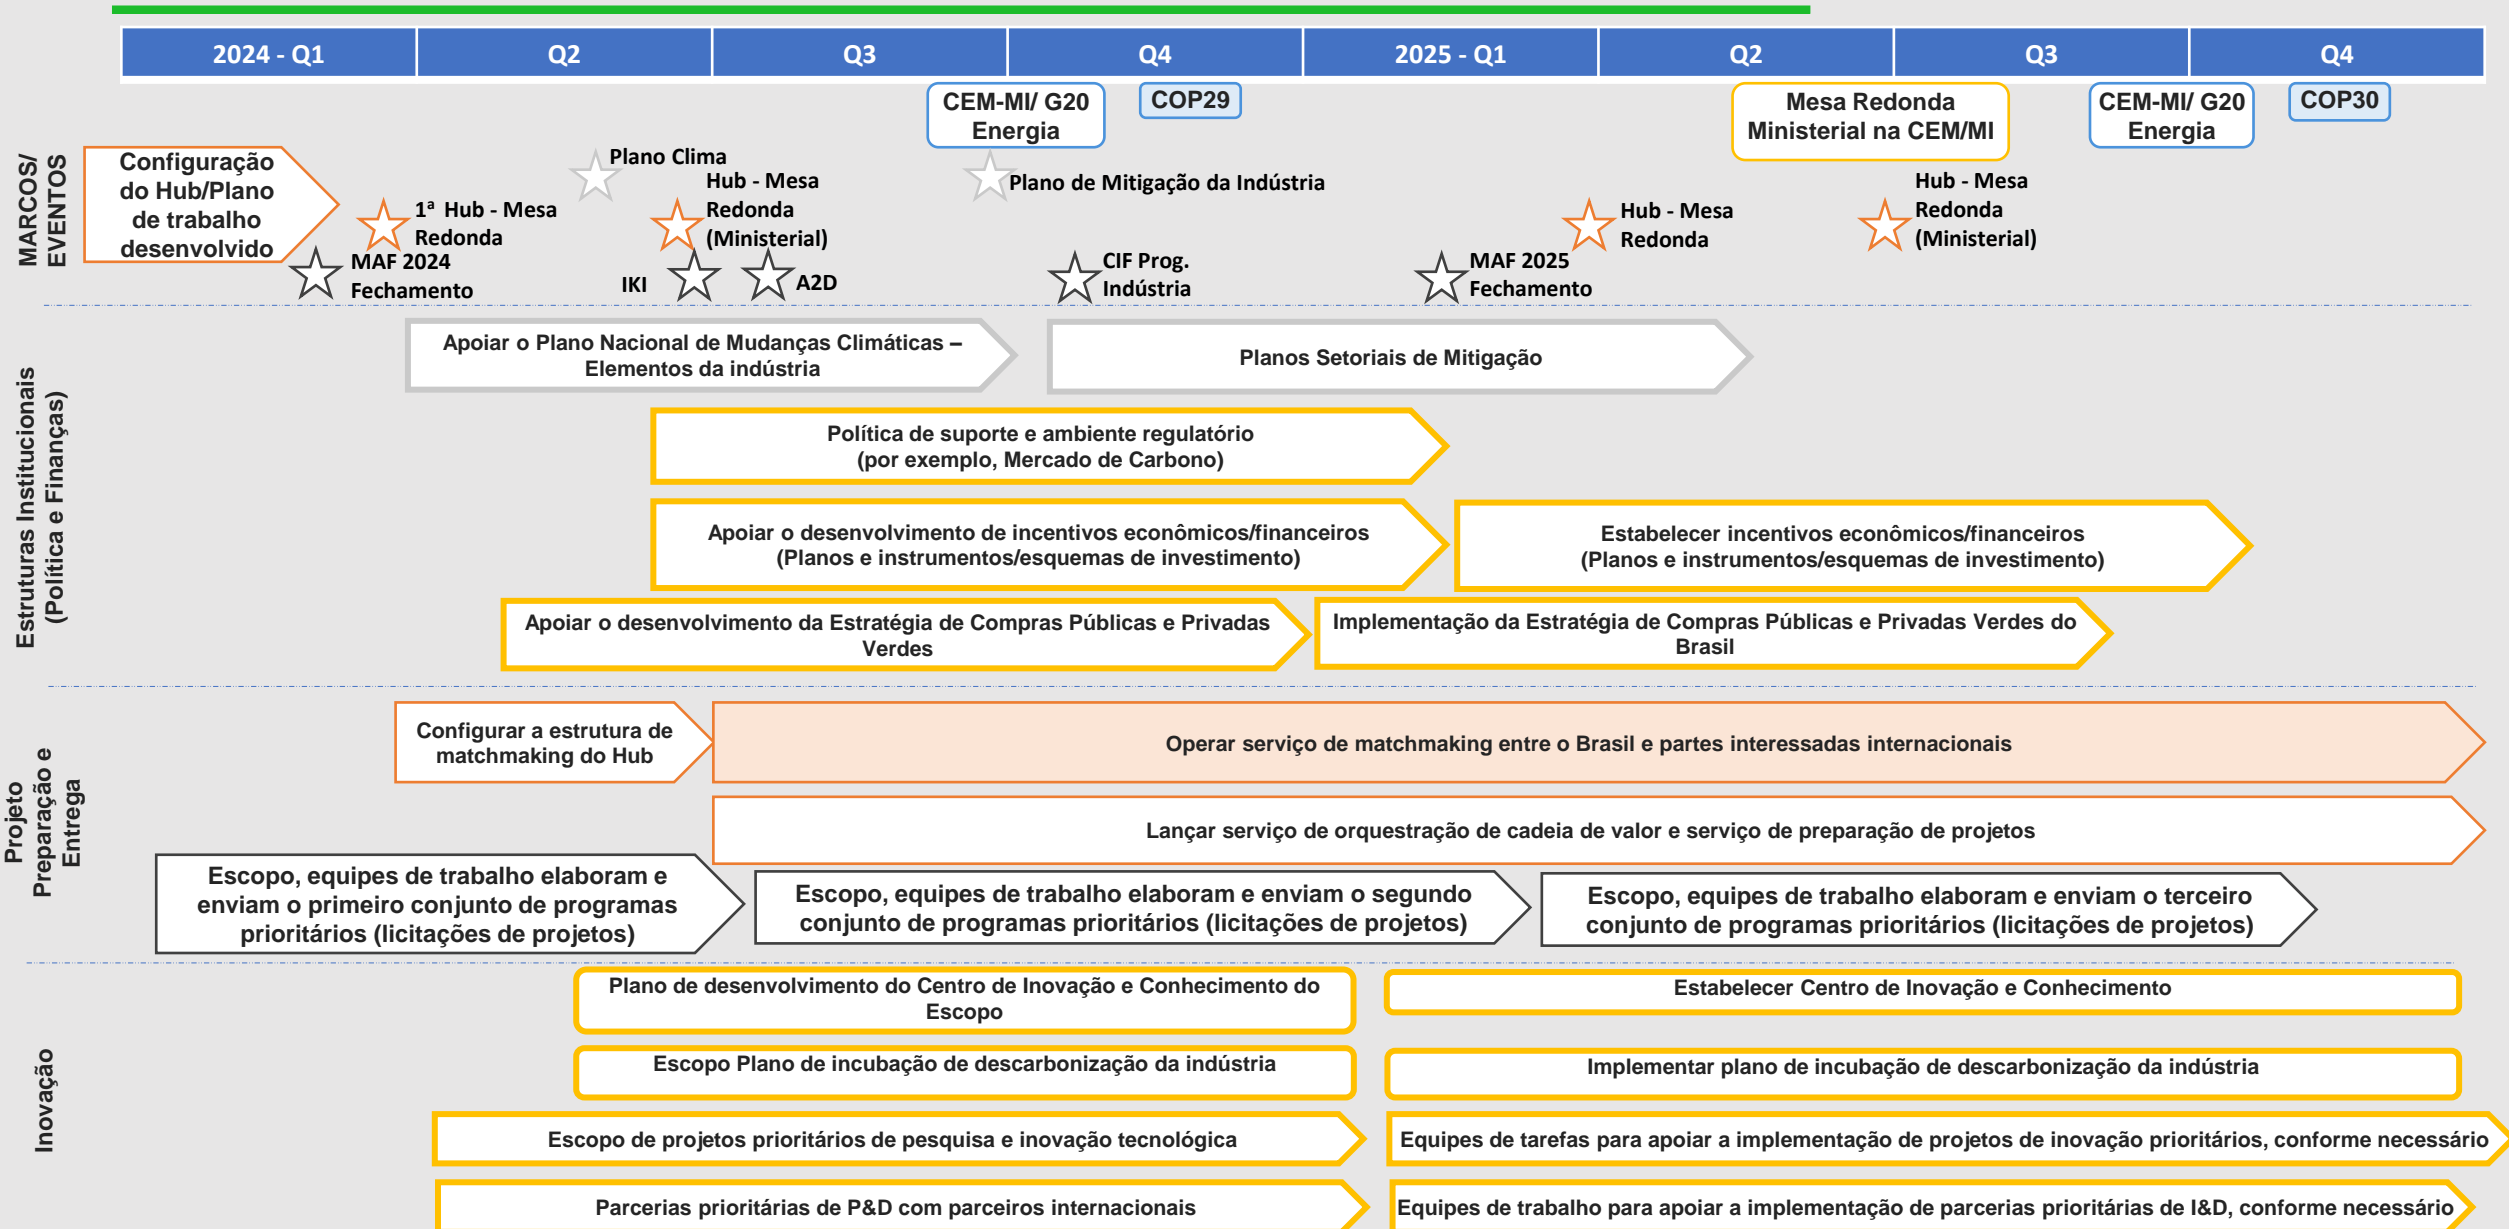 2024 - Q1
Q2
Q3
Q4
2025 - Q1
Q2
Q3
Q4
CEM-MI/ G20
Energia
COP29
Mesa Redonda
Ministerial na CEM/MI
CEM-MI/ G20
Energia
COP30
MARCOS/
EVENTOS
Configuração
do Hub/Plano
de trabalho
desenvolvido
Plano Clima
1ª Hub - Mesa
Redonda
Hub - Mesa
Redonda
(Ministerial)
Plano de Mitigação da Indústria
Hub - Mesa
Redonda
Hub - Mesa
Redonda
(Ministerial)
MAF 2024
Fechamento
IKI
A2D
CIF Prog.
Indústria
MAF 2025
Fechamento
Estruturas Institucionais
(Política e Finanças)
Apoiar o Plano Nacional de Mudanças Climáticas –
Elementos da indústria
Planos Setoriais de Mitigação
Política de suporte e ambiente regulatório
(por exemplo, Mercado de Carbono)
Apoiar o desenvolvimento de incentivos econômicos/financeiros
(Planos e instrumentos/esquemas de investimento)
Estabelecer incentivos econômicos/financeiros
(Planos e instrumentos/esquemas de investimento)
Apoiar o desenvolvimento da Estratégia de Compras Públicas e Privadas
Verdes
Implementação da Estratégia de Compras Públicas e Privadas Verdes do
Brasil
Projeto
Preparação e
Entrega
Configurar a estrutura de
matchmaking do Hub
Operar serviço de matchmaking entre o Brasil e partes interessadas internacionais
Lançar serviço de orquestração de cadeia de valor e serviço de preparação de projetos
Escopo, equipes de trabalho elaboram e
enviam o primeiro conjunto de programas
prioritários (licitações de projetos)
Escopo, equipes de trabalho elaboram e enviam o segundo
conjunto de programas prioritários (licitações de projetos)
Escopo, equipes de trabalho elaboram e enviam o terceiro
conjunto de programas prioritários (licitações de projetos)
Inovação
Plano de desenvolvimento do Centro de Inovação e Conhecimento do
Escopo
Estabelecer Centro de Inovação e Conhecimento
Escopo Plano de incubação de descarbonização da indústria
Implementar plano de incubação de descarbonização da indústria
Escopo de projetos prioritários de pesquisa e inovação tecnológica
Equipes de tarefas para apoiar a implementação de projetos de inovação prioritários, conforme necessário
Parcerias prioritárias de P&D com parceiros internacionais
Equipes de trabalho para apoiar a implementação de parcerias prioritárias de I&D, conforme necessário